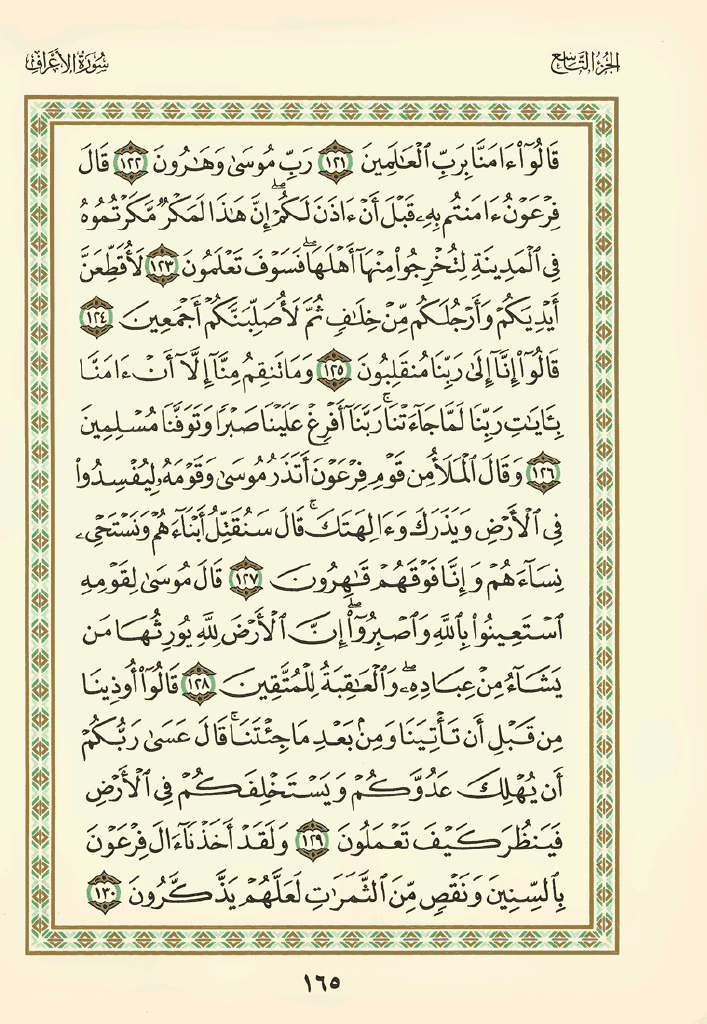 الجزء التاسع
سورة الأعراف
قَالُوٓا۟ ءَامَنَّا بِرَبِّ ٱلْعَٰلَمِينَ ١٢١ رَبِّ مُوسَىٰ وَهَٰرُونَ ١٢٢ قَالَ
فِرْعَوْنُ ءَامَنتُم بِهِۦ قَبْلَ أَنْ ءَاذَنَ لَكُمْ ۖ إِنَّ هَٰذَا لَمَكْرٌ مَّكَرْتُمُوهُ
فِى ٱلْمَدِينَةِ لِتُخْرِجُوا۟ مِنْهَآ أَهْلَهَا ۖ فَسَوْفَ تَعْلَمُونَ ١٢٣ لَأُقَطِّعَنَّ
أَيْدِيَكُمْ وَأَرْجُلَكُم مِّنْ خِلَٰفٍ ثُمَّ لَأُصَلِّبَنَّكُمْ أَجْمَعِينَ ١٢٤
قَالُوٓا۟ إِنَّآ إِلَىٰ رَبِّنَا مُنقَلِبُونَ ١٢٥ وَمَا تَنقِمُ مِنَّآ إِلَّآ أَنْ ءَامَنَّا
بِـَٔايَٰتِ رَبِّنَا لَمَّا جَآءَتْنَا ۚ رَبَّنَآ أَفْرِغْ عَلَيْنَا صَبْرًا وَتَوَفَّنَا مُسْلِمِينَ
١٢٦ وَقَالَ ٱلْمَلَأُ مِن قَوْمِ فِرْعَوْنَ أَتَذَرُ مُوسَىٰ وَقَوْمَهُۥ لِيُفْسِدُوا۟
فِى ٱلْأَرْضِ وَيَذَرَكَ وَءَالِهَتَكَ ۚ قَالَ سَنُقَتِّلُ أَبْنَآءَهُمْ وَنَسْتَحْىِۦ
نِسَآءَهُمْ وَإِنَّا فَوْقَهُمْ قَٰهِرُونَ ١٢٧ قَالَ مُوسَىٰ لِقَوْمِهِ
ٱسْتَعِينُوا۟ بِٱللَّهِ وَٱصْبِرُوٓا۟ ۖ إِنَّ ٱلْأَرْضَ لِلَّهِ يُورِثُهَا مَن
يَشَآءُ مِنْ عِبَادِهِۦ ۖ وَٱلْعَٰقِبَةُ لِلْمُتَّقِينَ ١٢٨ قَالُوٓا۟ أُوذِينَا
مِن قَبْلِ أَن تَأْتِيَنَا وَمِنۢ بَعْدِ مَا جِئْتَنَا ۚ قَالَ عَسَىٰ رَبُّكُمْ
أَن يُهْلِكَ عَدُوَّكُمْ وَيَسْتَخْلِفَكُمْ فِى ٱلْأَرْضِ
فَيَنظُرَ كَيْفَ تَعْمَلُونَ ١٢٩ وَلَقَدْ أَخَذْنَآ ءَالَ فِرْعَوْنَ
بِٱلسِّنِينَ وَنَقْصٍ مِّنَ ٱلثَّمَرَٰتِ لَعَلَّهُمْ يَذَّكَّرُونَ ١٣٠
١٦٥